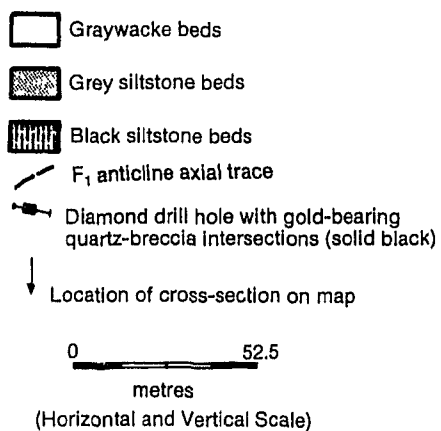 Graywacke beds
Grey siltstone beds
Black siltstone beds
F₁ anticline axial trace
Diamond drill hole with gold-bearing
quartz-breccia intersections (solid black)
Location of cross-section on map
0 52.5
metres
(Horizontal and Vertical Scale)